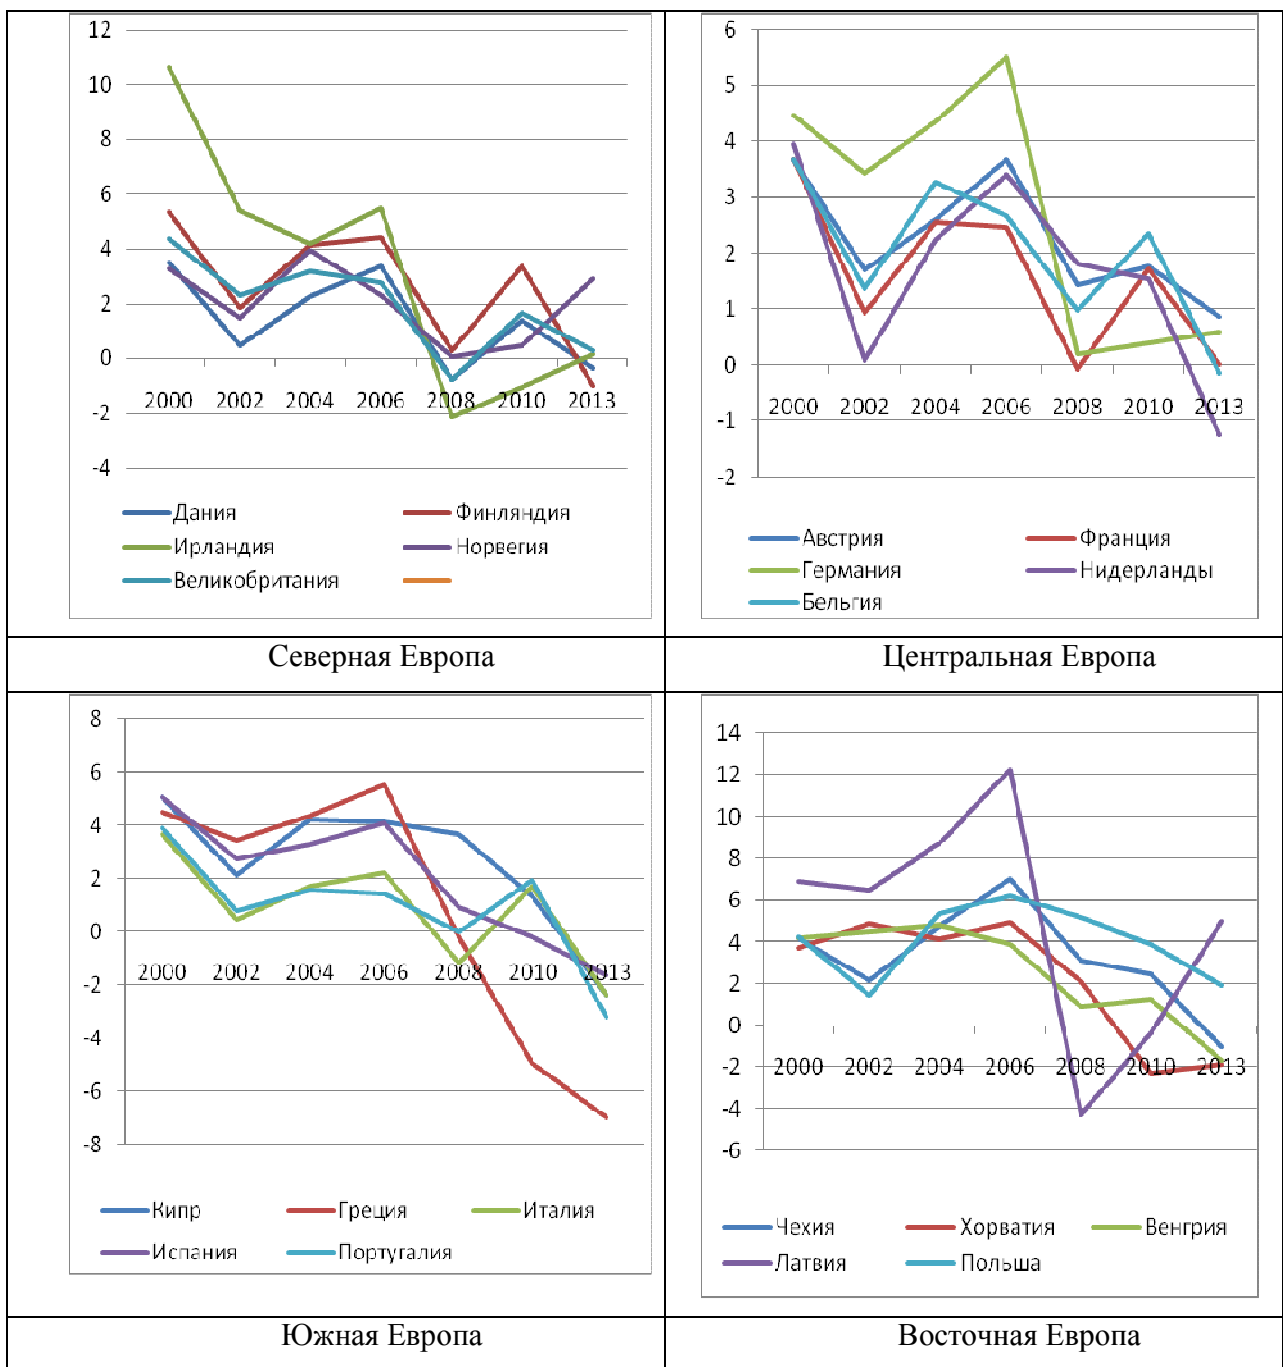 12
10
8
6
4
2
0
-2
-4
2000 2002 2004 2006 2008 2010 2013
Дания Финляндия
Ирландия Норвегия
Великобритания
6
5
4
3
2
1
0
-1
-2
2000 2002 2004 2006 2008 2010 2013
Австрия Франция
Германия Нидерланды
Бельгия
Северная Европа
Центральная Европа
8
6
4
2
0
-2
-4
-6
-8
2000 2002 2004 2006 2008 2010 2013
Кипр Греция Италия
Испания Португалия
14
12
10
8
6
4
2
0
-2
-4
-6
2000 2002 2004 2006 2008 2010 2013
Чехия Хорватия Венгрия
Латвия Польша
Южная Европа
Восточная Европа